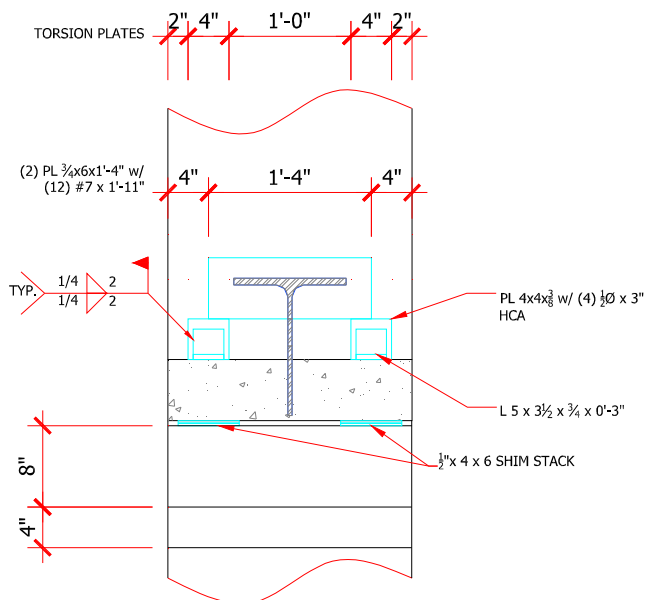 TORSION PLATES
2" 4" 1'-0" 4" 2"
(2) PL ¾x6x1'-4" w/
(12) #7 x 1'-11"
4" 1'-4" 4"
TYP.
1/4 2
1/4 2
PL 4x4x⅜ w/ (4) ½Ø x 3"
HCA
L 5 x 3½ x ¾ x 0'-3"
½"x 4 x 6 SHIM STACK
8"
4"